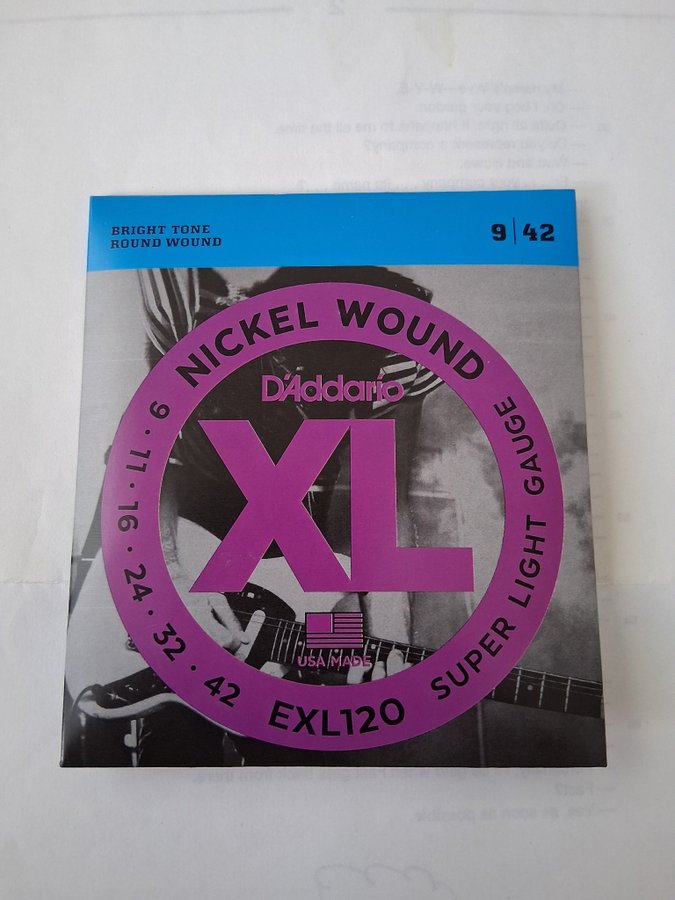 BRIGHT TONE
ROUND WOUND
9|42
NICKEL WOUND
D'Addario
XL
USA MADE
9 • 11 • 16 • 24 • 32 • 42
EXL120
SUPER LIGHT GAUGE